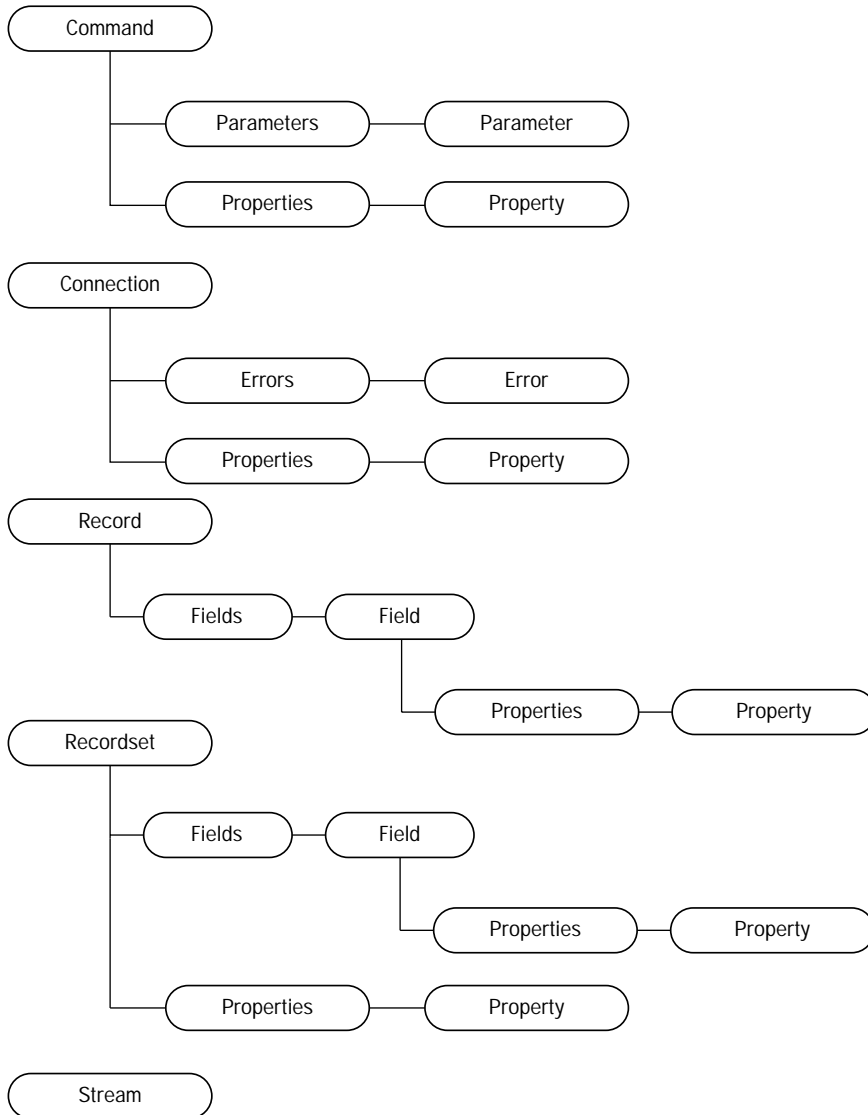 Command
Parameters
Parameter
Properties
Property
Connection
Errors
Error
Properties
Property
Record
Fields
Field
Properties
Property
Recordset
Fields
Field
Properties
Property
Properties
Property
Stream